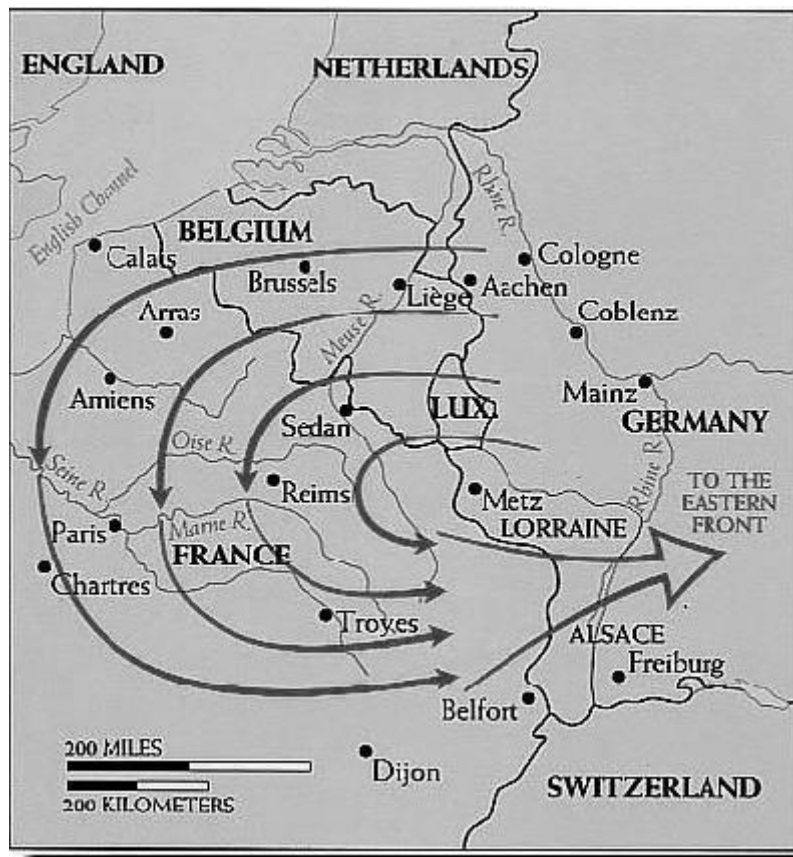 ENGLAND
NETHERLANDS
English Channel
Rhine R.
BELGIUM
Calais
Cologne
Brussels
Liège
Aachen
Arras
Meuse R.
Coblenz
Amiens
Mainz
LUX.
GERMANY
Sedan
Oise R.
Seine R.
Reims
Metz
Rhine R.
TO THE
EASTERN
FRONT
LORRAINE
Paris
Marne R.
FRANCE
Chartres
Troyes
ALSACE
Freiburg
Belfort
200 MILES
Dijon
200 KILOMETERS
SWITZERLAND